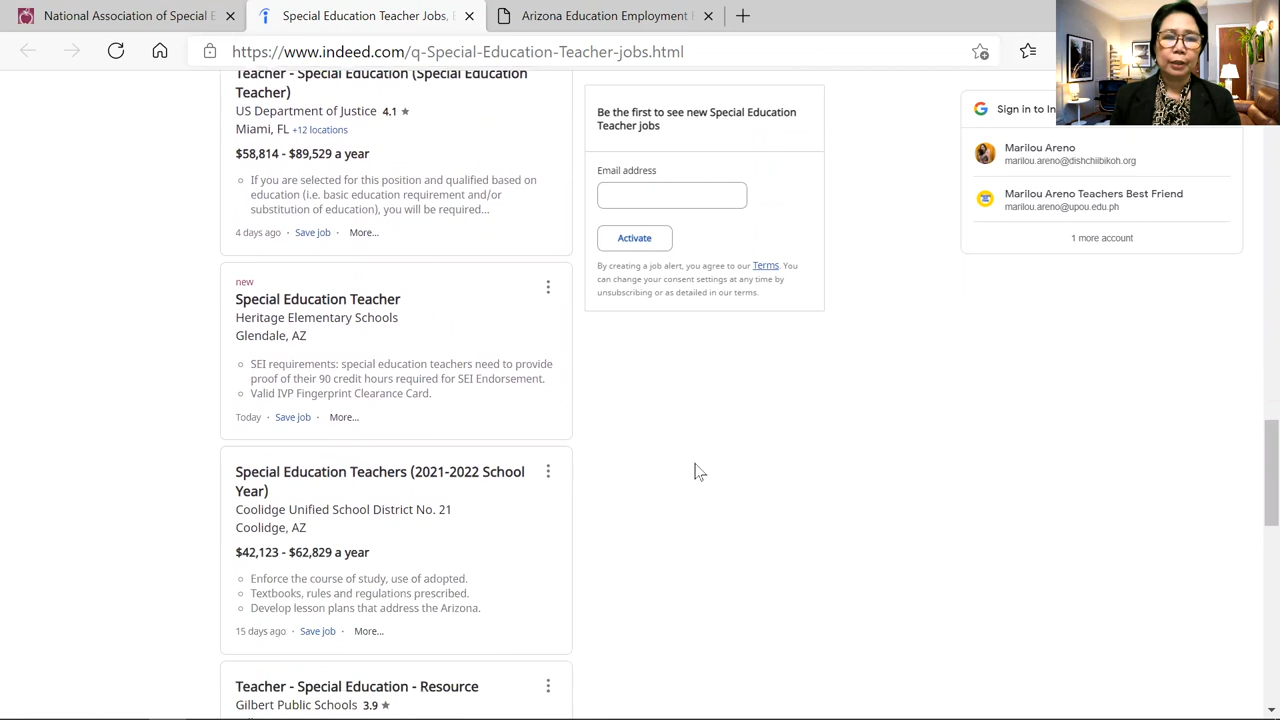 National Association of Special E
Special Education Teacher Jobs, E
Arizona Education Employment B
https://www.indeed.com/q-Special-Education-Teacher-jobs.html
Teacher - Special Education (Special Education
Teacher)
US Department of Justice 4.1 ★
Miami, FL +12 locations
$58,814 - $89,529 a year
If you are selected for this position and qualified based on
education (i.e. basic education requirement and/or
substitution of education), you will be required...
4 days ago · Save job · More...
new
Special Education Teacher
Heritage Elementary Schools
Glendale, AZ
SEI requirements: special education teachers need to provide
proof of their 90 credit hours required for SEI Endorsement.
Valid IVP Fingerprint Clearance Card.
Today · Save job · More...
Special Education Teachers (2021-2022 School
Year)
Coolidge Unified School District No. 21
Coolidge, AZ
$42,123 - $62,829 a year
Enforce the course of study, use of adopted.
Textbooks, rules and regulations prescribed.
Develop lesson plans that address the Arizona.
15 days ago · Save job · More...
Teacher - Special Education - Resource
Gilbert Public Schools 3.9 ★
Be the first to see new Special Education
Teacher jobs
Email address
Activate
By creating a job alert, you agree to our Terms. You
can change your consent settings at any time by
unsubscribing or as detailed in our terms.
Sign in to In
Marilou Areno
marilou.areno@dishchiibikoh.org
Marilou Areno Teachers Best Friend
marilou.areno@upou.edu.ph
1 more account